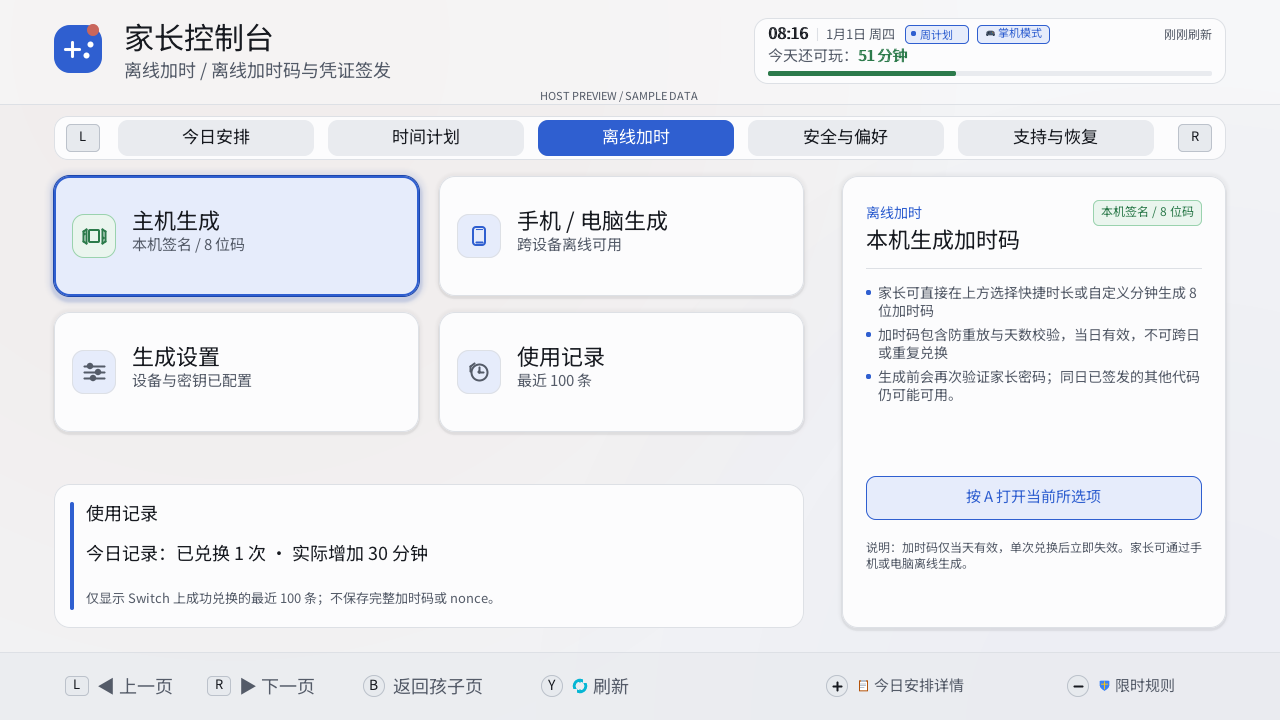 家长控制台
离线加时 / 离线加时码与凭证签发
08:16 1月1日 周四 周计划 掌机模式 刚刚刷新
今天还可玩：51 分钟
HOST PREVIEW / SAMPLE DATA
L 今日安排 时间计划 离线加时 安全与偏好 支持与恢复 R
主机生成
本机签名 / 8 位码
手机 / 电脑生成
跨设备离线可用
生成设置
设备与密钥已配置
使用记录
最近 100 条
使用记录
今日记录：已兑换 1 次 · 实际增加 30 分钟
仅显示 Switch 上成功兑换的最近 100 条；不保存完整加时码或 nonce。
离线加时
本机签名 / 8 位码
本机生成加时码
家长可直接在上方选择快捷时长或自定义分钟生成 8
位加时码
加时码包含防重放与天数校验，当日有效，不可跨日
或重复兑换
生成前会再次验证家长密码；同日已签发的其他代码
仍可能可用。
按 A 打开当前所选项
说明：加时码仅当天有效，单次兑换后立即失效。家长可通过手
机或电脑离线生成。
L ◀ 上一页 R ▶ 下一页 B 返回孩子页 Y 刷新 + 今日安排详情 − 限时规则